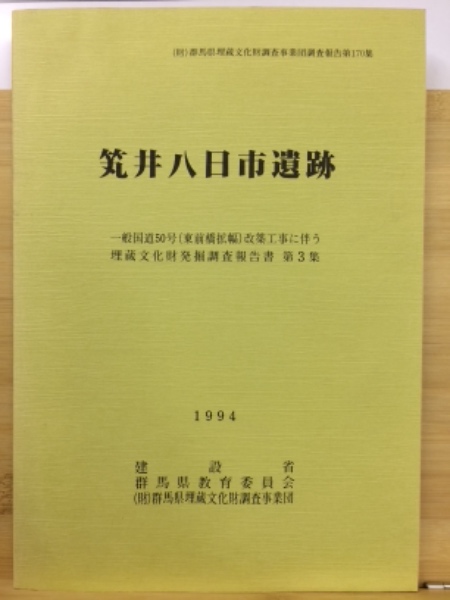 (財)群馬県埋蔵文化財調査事業団調査報告第170集
筑井八日市遺跡
一般国道50号(東前橋拡幅)改築工事に伴う
埋蔵文化財発掘調査報告書 第3集
1994
建設省
群馬県教育委員会
(財)群馬県埋蔵文化財調査事業団